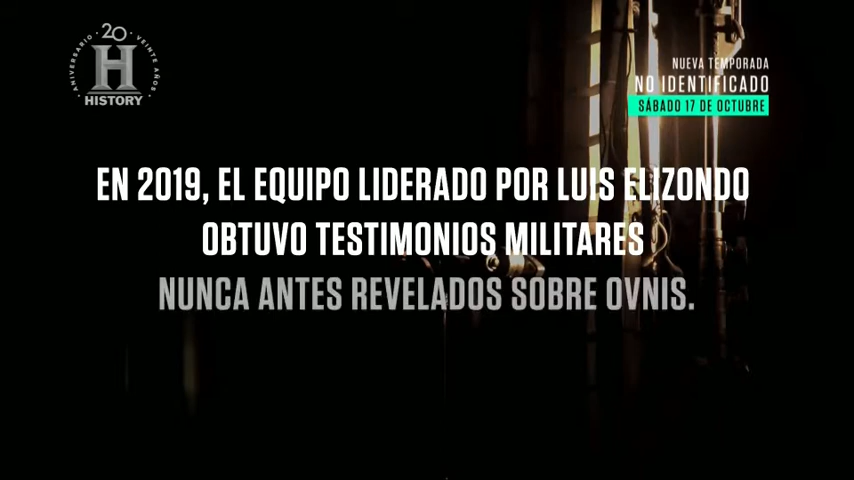 ANIVERSARIO · 20 · VEINTE AÑOS
H
HISTORY
NUEVA TEMPORADA
NO IDENTIFICADO
SÁBADO 17 DE OCTUBRE
EN 2019, EL EQUIPO LIDERADO POR LUIS ELIZONDO
OBTUVO TESTIMONIOS MILITARES
NUNCA ANTES REVELADOS SOBRE OVNIS.